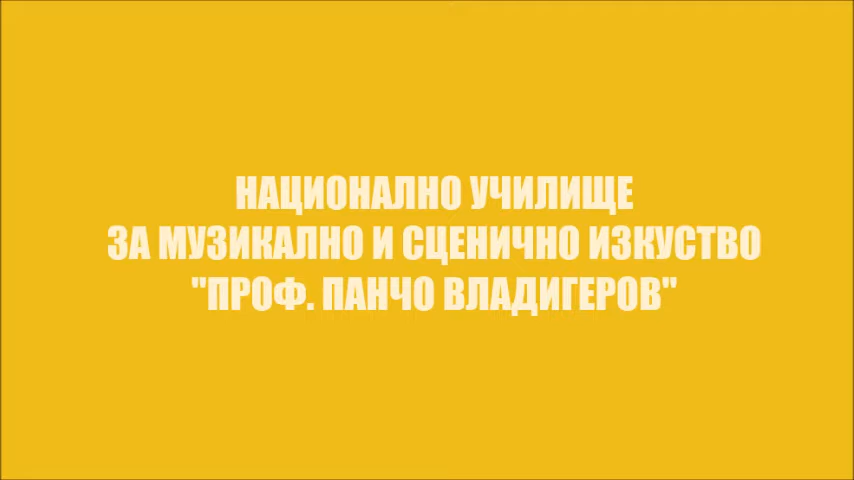 НАЦИОНАЛНО УЧИЛИЩЕ
ЗА МУЗИКАЛНО И СЦЕНИЧНО ИЗКУСТВО
"ПРОФ. ПАНЧО ВЛАДИГЕРОВ"